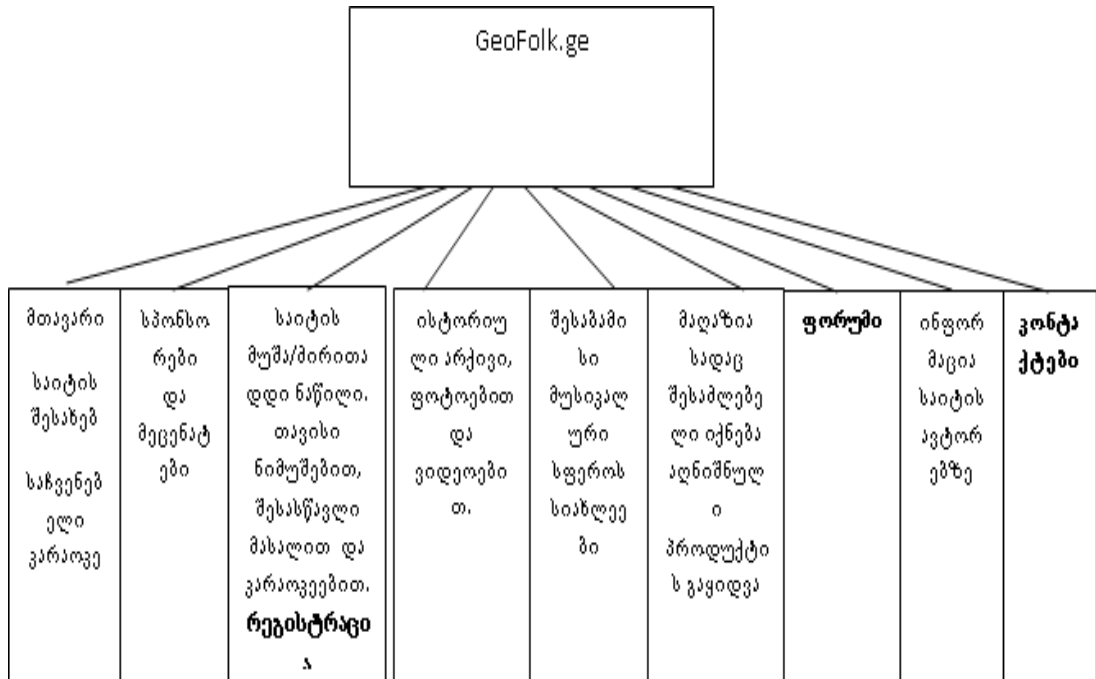 GeoFolk.ge
მთავარი
საიტის
შესახებ
საჩვენებ
ელი
კარაოკე
სპონსო
რები
და
მეცენატ
ები
საიტის
მუშა/მირითა
დდი ნაწილი.
თავისი
ნიმუშებით,
შესასწავლი
მასალით და
კარაოკეებით.
რეგისტრაცი
ა
ისტორიუ
ლი არქივი,
ფოტოებით
და
ვიდეოები
თ.
შესაბამი
სი
მუსიკალ
ური
სფეროს
სიახლეე
ბი
მაღაზია
სადაც
შესაძლებე
ლი იქნება
აღნიშნულ
ი
პროდუქტი
ს გაყიდვა
ფორუმი
ინფორ
მაცია
საიტის
ავტორ
ებზე
კონტა
ქტები